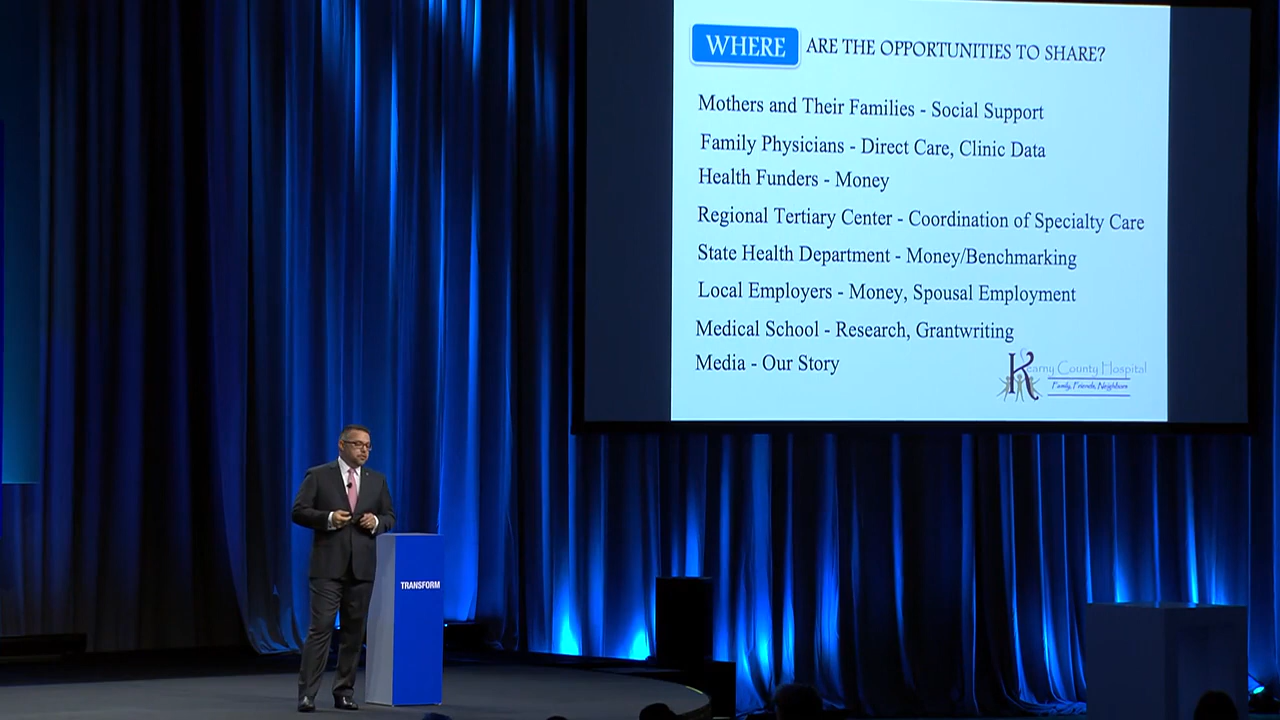 WHERE ARE THE OPPORTUNITIES TO SHARE?
Mothers and Their Families - Social Support
Family Physicians - Direct Care, Clinic Data
Health Funders - Money
Regional Tertiary Center - Coordination of Specialty Care
State Health Department - Money/Benchmarking
Local Employers - Money, Spousal Employment
Medical School - Research, Grantwriting
Media - Our Story
Kearny County Hospital
Family, Friends, Neighbors
TRANSFORM